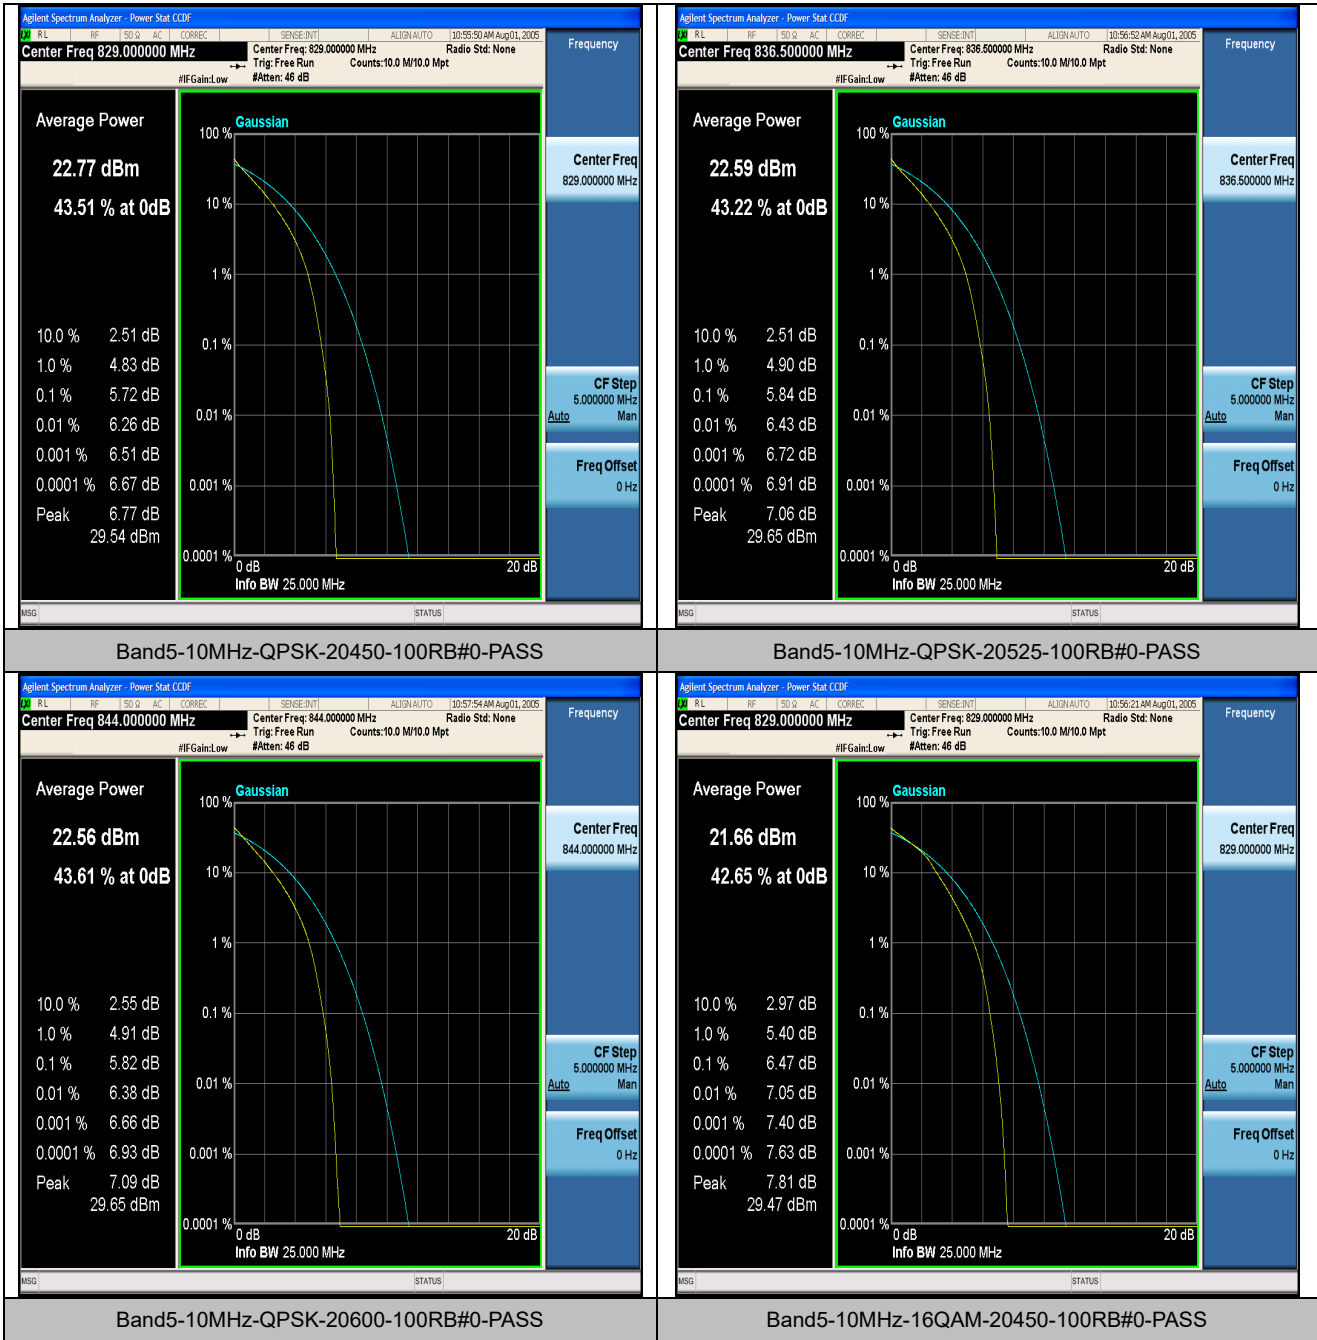 Agilent Spectrum Analyzer - Power Stat CCDF
RL RF 50 Ω AC CORREC SENSE:INT ALIGN AUTO 10:55:50 AM Aug 01, 2005
Center Freq 829.000000 MHz
Center Freq: 829.000000 MHz Radio Std: None
Trig: Free Run Counts:10.0 M/10.0 Mpt
#IFGain:Low #Atten: 46 dB
Average Power
22.77 dBm
43.51 % at 0dB
10.0 % 2.51 dB
1.0 % 4.83 dB
0.1 % 5.72 dB
0.01 % 6.26 dB
0.001 % 6.51 dB
0.0001 % 6.67 dB
Peak 6.77 dB
29.54 dBm
Gaussian
100 %
10 %
1 %
0.1 %
0.01 %
0.001 %
0.0001 %
0 dB 20 dB
Info BW 25.000 MHz
Frequency
Center Freq
829.000000 MHz
CF Step
5.000000 MHz
Auto Man
Freq Offset
0 Hz
MSG STATUS
Band5-10MHz-QPSK-20450-100RB#0-PASS
Agilent Spectrum Analyzer - Power Stat CCDF
RL RF 50 Ω AC CORREC SENSE:INT ALIGN AUTO 10:56:52 AM Aug 01, 2005
Center Freq 836.500000 MHz
Center Freq: 836.500000 MHz Radio Std: None
Trig: Free Run Counts:10.0 M/10.0 Mpt
#IFGain:Low #Atten: 46 dB
Average Power
22.59 dBm
43.22 % at 0dB
10.0 % 2.51 dB
1.0 % 4.90 dB
0.1 % 5.84 dB
0.01 % 6.43 dB
0.001 % 6.72 dB
0.0001 % 6.91 dB
Peak 7.06 dB
29.65 dBm
Gaussian
100 %
10 %
1 %
0.1 %
0.01 %
0.001 %
0.0001 %
0 dB 20 dB
Info BW 25.000 MHz
Frequency
Center Freq
836.500000 MHz
CF Step
5.000000 MHz
Auto Man
Freq Offset
0 Hz
MSG STATUS
Band5-10MHz-QPSK-20525-100RB#0-PASS
Agilent Spectrum Analyzer - Power Stat CCDF
RL RF 50 Ω AC CORREC SENSE:INT ALIGN AUTO 10:57:54 AM Aug 01, 2005
Center Freq 844.000000 MHz
Center Freq: 844.000000 MHz Radio Std: None
Trig: Free Run Counts:10.0 M/10.0 Mpt
#IFGain:Low #Atten: 46 dB
Average Power
22.56 dBm
43.61 % at 0dB
10.0 % 2.55 dB
1.0 % 4.91 dB
0.1 % 5.82 dB
0.01 % 6.38 dB
0.001 % 6.66 dB
0.0001 % 6.93 dB
Peak 7.09 dB
29.65 dBm
Gaussian
100 %
10 %
1 %
0.1 %
0.01 %
0.001 %
0.0001 %
0 dB 20 dB
Info BW 25.000 MHz
Frequency
Center Freq
844.000000 MHz
CF Step
5.000000 MHz
Auto Man
Freq Offset
0 Hz
MSG STATUS
Band5-10MHz-QPSK-20600-100RB#0-PASS
Agilent Spectrum Analyzer - Power Stat CCDF
RL RF 50 Ω AC CORREC SENSE:INT ALIGN AUTO 10:56:21 AM Aug 01, 2005
Center Freq 829.000000 MHz
Center Freq: 829.000000 MHz Radio Std: None
Trig: Free Run Counts:10.0 M/10.0 Mpt
#IFGain:Low #Atten: 46 dB
Average Power
21.66 dBm
42.65 % at 0dB
10.0 % 2.97 dB
1.0 % 5.40 dB
0.1 % 6.47 dB
0.01 % 7.05 dB
0.001 % 7.40 dB
0.0001 % 7.63 dB
Peak 7.81 dB
29.47 dBm
Gaussian
100 %
10 %
1 %
0.1 %
0.01 %
0.001 %
0.0001 %
0 dB 20 dB
Info BW 25.000 MHz
Frequency
Center Freq
829.000000 MHz
CF Step
5.000000 MHz
Auto Man
Freq Offset
0 Hz
MSG STATUS
Band5-10MHz-16QAM-20450-100RB#0-PASS